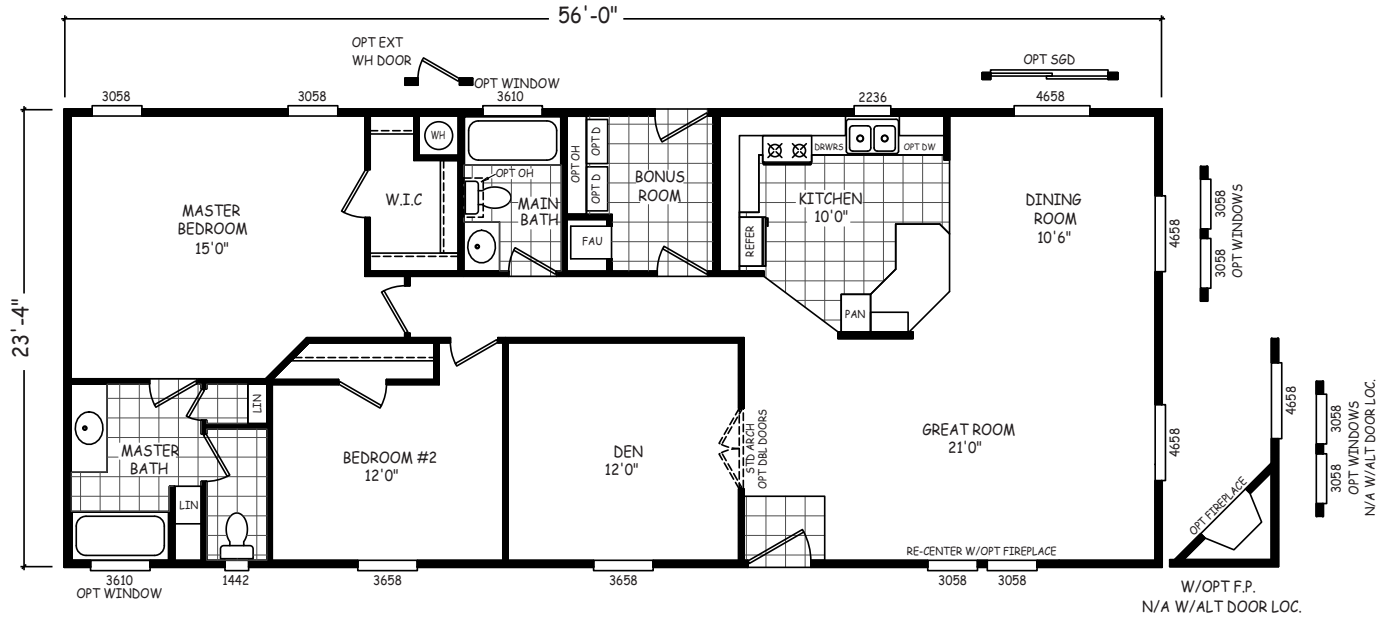 56'-0"
OPT EXT
WH DOOR
OPT WINDOW
OPT SGD
3058
3058
3610
2236
4658
23'-4"
MASTER
BEDROOM
15'0"
W.I.C
WH
OPT OH
MAIN
BATH
OPT OH
OPT D
OPT D
FAU
BONUS
ROOM
DRWRS
OPT DW
KITCHEN
10'0"
REFER
PAN
DINING
ROOM
10'6"
4658
3058
3058
OPT WINDOWS
MASTER
BATH
LIN
LIN
BEDROOM #2
12'0"
DEN
12'0"
STD ARCH
OPT DBL DOORS
GREAT ROOM
21'0"
4658
4658
OPT FIREPLACE
3058
3058
OPT WINDOWS
N/A W/ALT DOOR LOC.
RE-CENTER W/OPT FIREPLACE
3610
OPT WINDOW
1442
3658
3658
3058
3058
W/OPT F.P.
N/A W/ALT DOOR LOC.